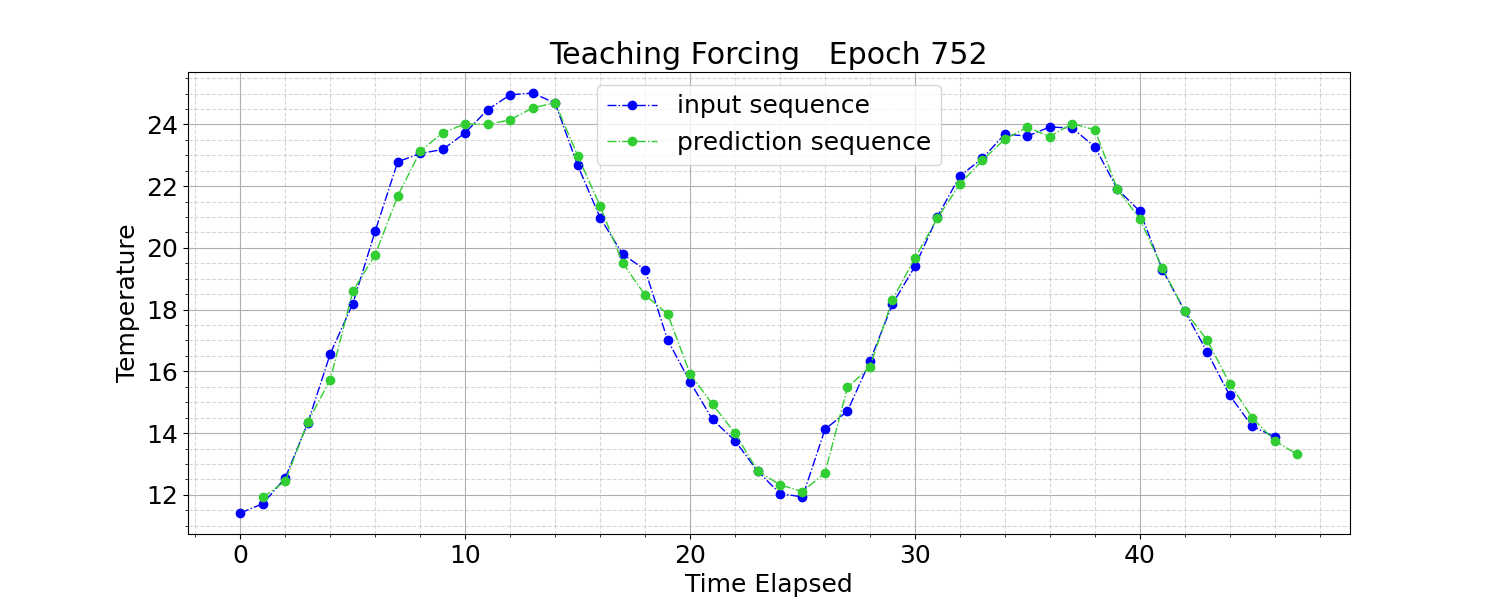 Teaching Forcing   Epoch 752
input sequence
prediction sequence
Temperature
24
22
20
18
16
14
12
0 10 20 30 40
Time Elapsed